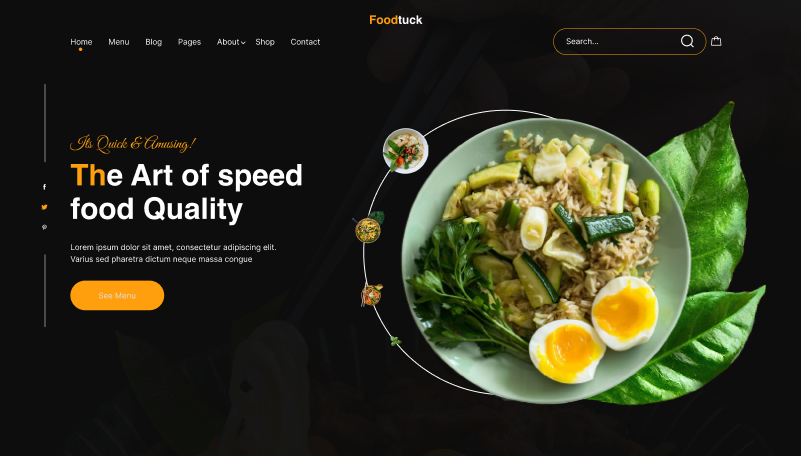 Foodtuck
Home Menu Blog Pages About Shop Contact
Search...
Its Quick & Amusing!
The Art of speed
food Quality
Lorem ipsum dolor sit amet, consectetur adipiscing elit.
Varius sed pharetra dictum neque massa congue
See Menu